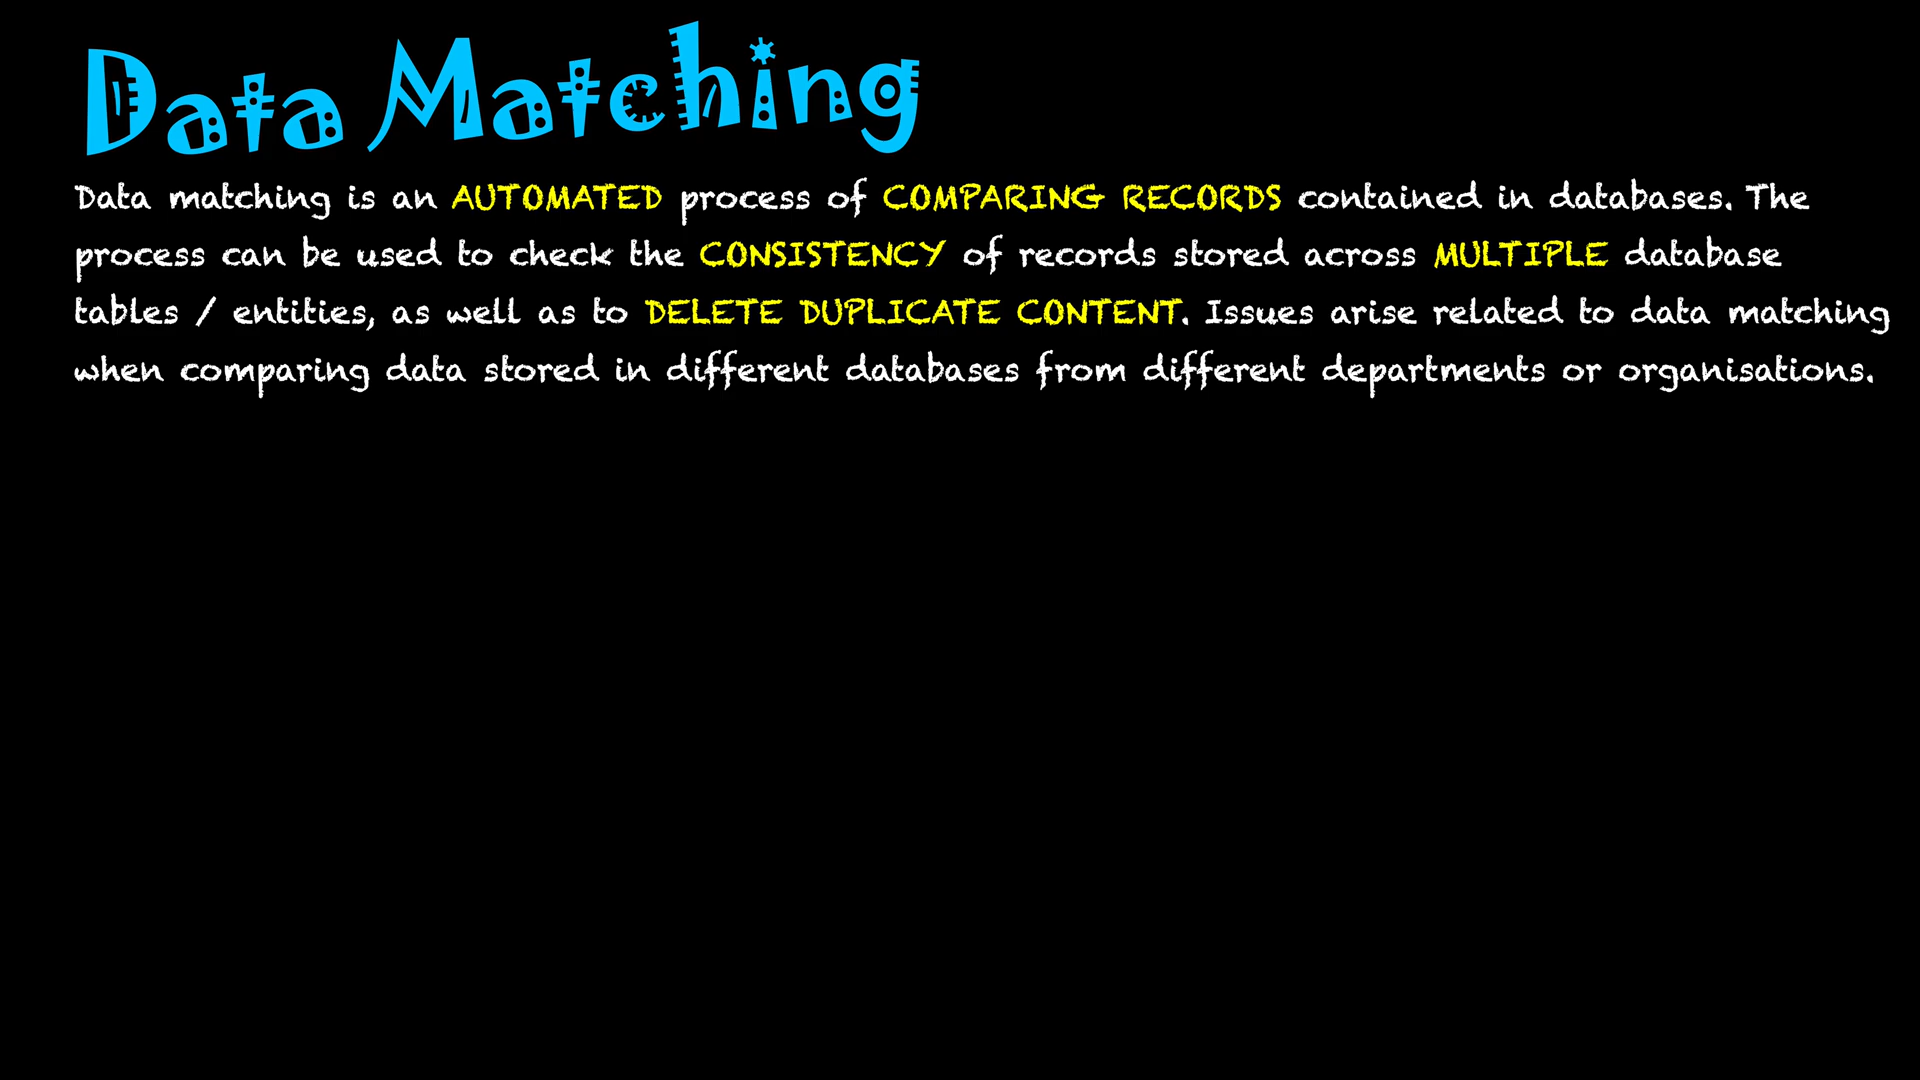 Data Matching
Data matching is an AUTOMATED process of COMPARING RECORDS contained in databases. The
process can be used to check the CONSISTENCY of records stored across MULTIPLE database
tables / entities, as well as to DELETE DUPLICATE CONTENT. Issues arise related to data matching
when comparing data stored in different databases from different departments or organisations.